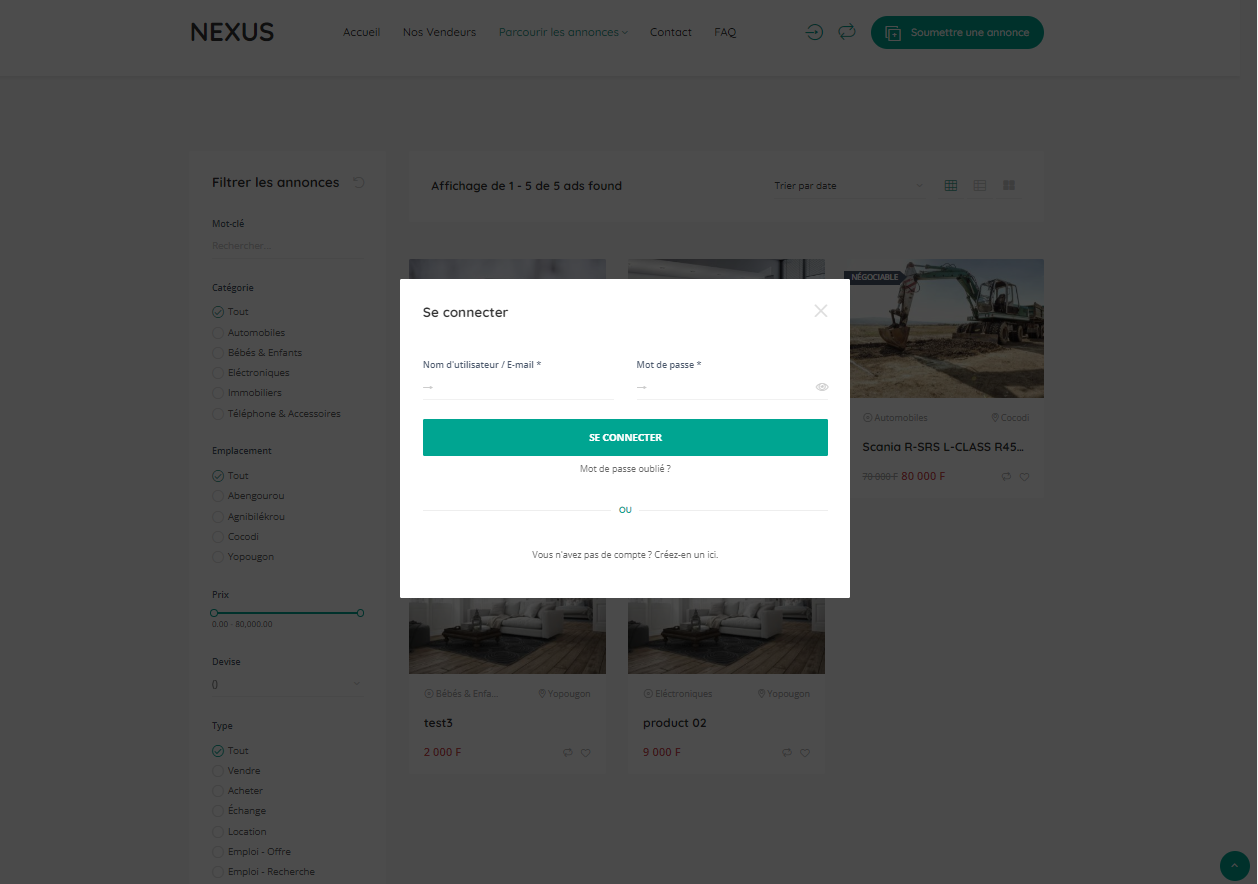 NEXUS
Accueil
Nos Vendeurs
Parcourir les annonces
Contact
FAQ
Soumettre une annonce
Filtrer les annonces
Mot-clé
Rechercher...
Catégorie
Tout
Automobiles
Bébés & Enfants
Eléctroniques
Immobiliers
Téléphone & Accessoires
Emplacement
Tout
Abengourou
Agnibilékrou
Cocodi
Yopougon
Prix
0.00 - 80,000.00
Devise
()
Type
Tout
Vendre
Acheter
Échange
Location
Emploi - Offre
Emploi - Recherche
Affichage de 1 - 5 de 5 ads found
Trier par date
NÉGOCIABLE
Automobiles
Cocodi
Scania R-SRS L-CLASS R45...
70 000 F 80 000 F
Se connecter
Nom d'utilisateur / E-mail *
Mot de passe *
SE CONNECTER
Mot de passe oublié ?
OU
Vous n'avez pas de compte ? Créez-en un ici.
Bébés & Enfa...
Yopougon
test3
2 000 F
Eléctroniques
Yopougon
product 02
9 000 F